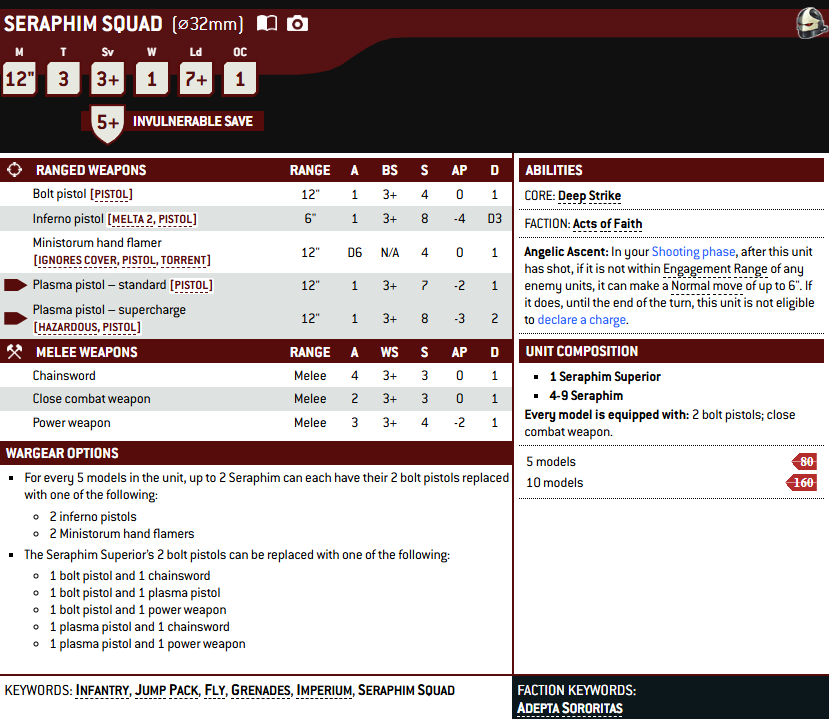 SERAPHIM SQUAD (⌀32mm)
M T Sv W Ld OC
12" 3 3+ 1 7+ 1
5+ INVULNERABLE SAVE
RANGED WEAPONS RANGE A BS S AP D
Bolt pistol [PISTOL] 12" 1 3+ 4 0 1
Inferno pistol [MELTA 2, PISTOL] 6" 1 3+ 8 -4 D3
Ministorum hand flamer
[IGNORES COVER, PISTOL, TORRENT] 12" D6 N/A 4 0 1
Plasma pistol – standard [PISTOL] 12" 1 3+ 7 -2 1
Plasma pistol – supercharge
[HAZARDOUS, PISTOL] 12" 1 3+ 8 -3 2
MELEE WEAPONS RANGE A WS S AP D
Chainsword Melee 4 3+ 3 0 1
Close combat weapon Melee 2 3+ 3 0 1
Power weapon Melee 3 3+ 4 -2 1
WARGEAR OPTIONS
▪ For every 5 models in the unit, up to 2 Seraphim can each have their 2 bolt pistols replaced
with one of the following:
◦ 2 inferno pistols
◦ 2 Ministorum hand flamers
▪ The Seraphim Superior's 2 bolt pistols can be replaced with one of the following:
◦ 1 bolt pistol and 1 chainsword
◦ 1 bolt pistol and 1 plasma pistol
◦ 1 bolt pistol and 1 power weapon
◦ 1 plasma pistol and 1 chainsword
◦ 1 plasma pistol and 1 power weapon
ABILITIES
CORE: Deep Strike
FACTION: Acts of Faith
Angelic Ascent: In your Shooting phase, after this unit
has shot, if it is not within Engagement Range of any
enemy units, it can make a Normal move of up to 6". If
it does, until the end of the turn, this unit is not eligible
to declare a charge.
UNIT COMPOSITION
▪ 1 Seraphim Superior
▪ 4-9 Seraphim
Every model is equipped with: 2 bolt pistols; close
combat weapon.
5 models 80
10 models 160
KEYWORDS: INFANTRY, JUMP PACK, FLY, GRENADES, IMPERIUM, SERAPHIM SQUAD
FACTION KEYWORDS:
ADEPTA SORORITAS